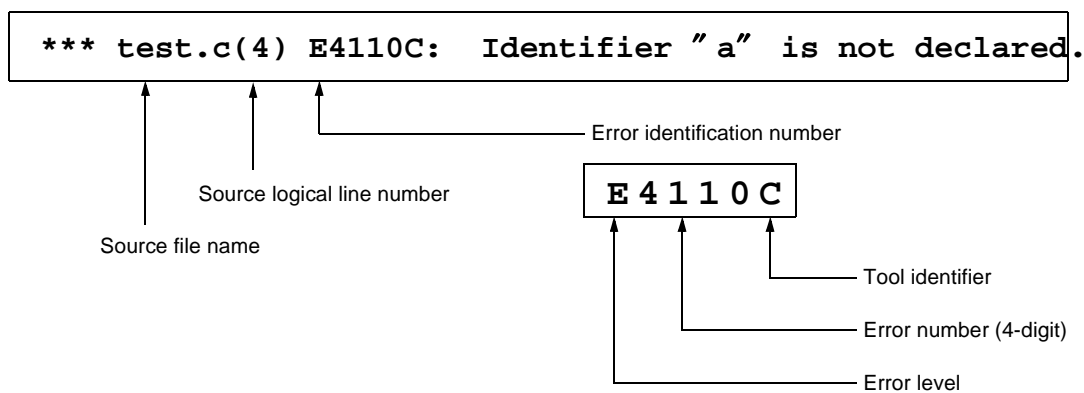 *** test.c(4) E4110C: Identifier ″a″ is not declared.
Error identification number
Source logical line number
E4110C
Source file name
Tool identifier
Error number (4-digit)
Error level